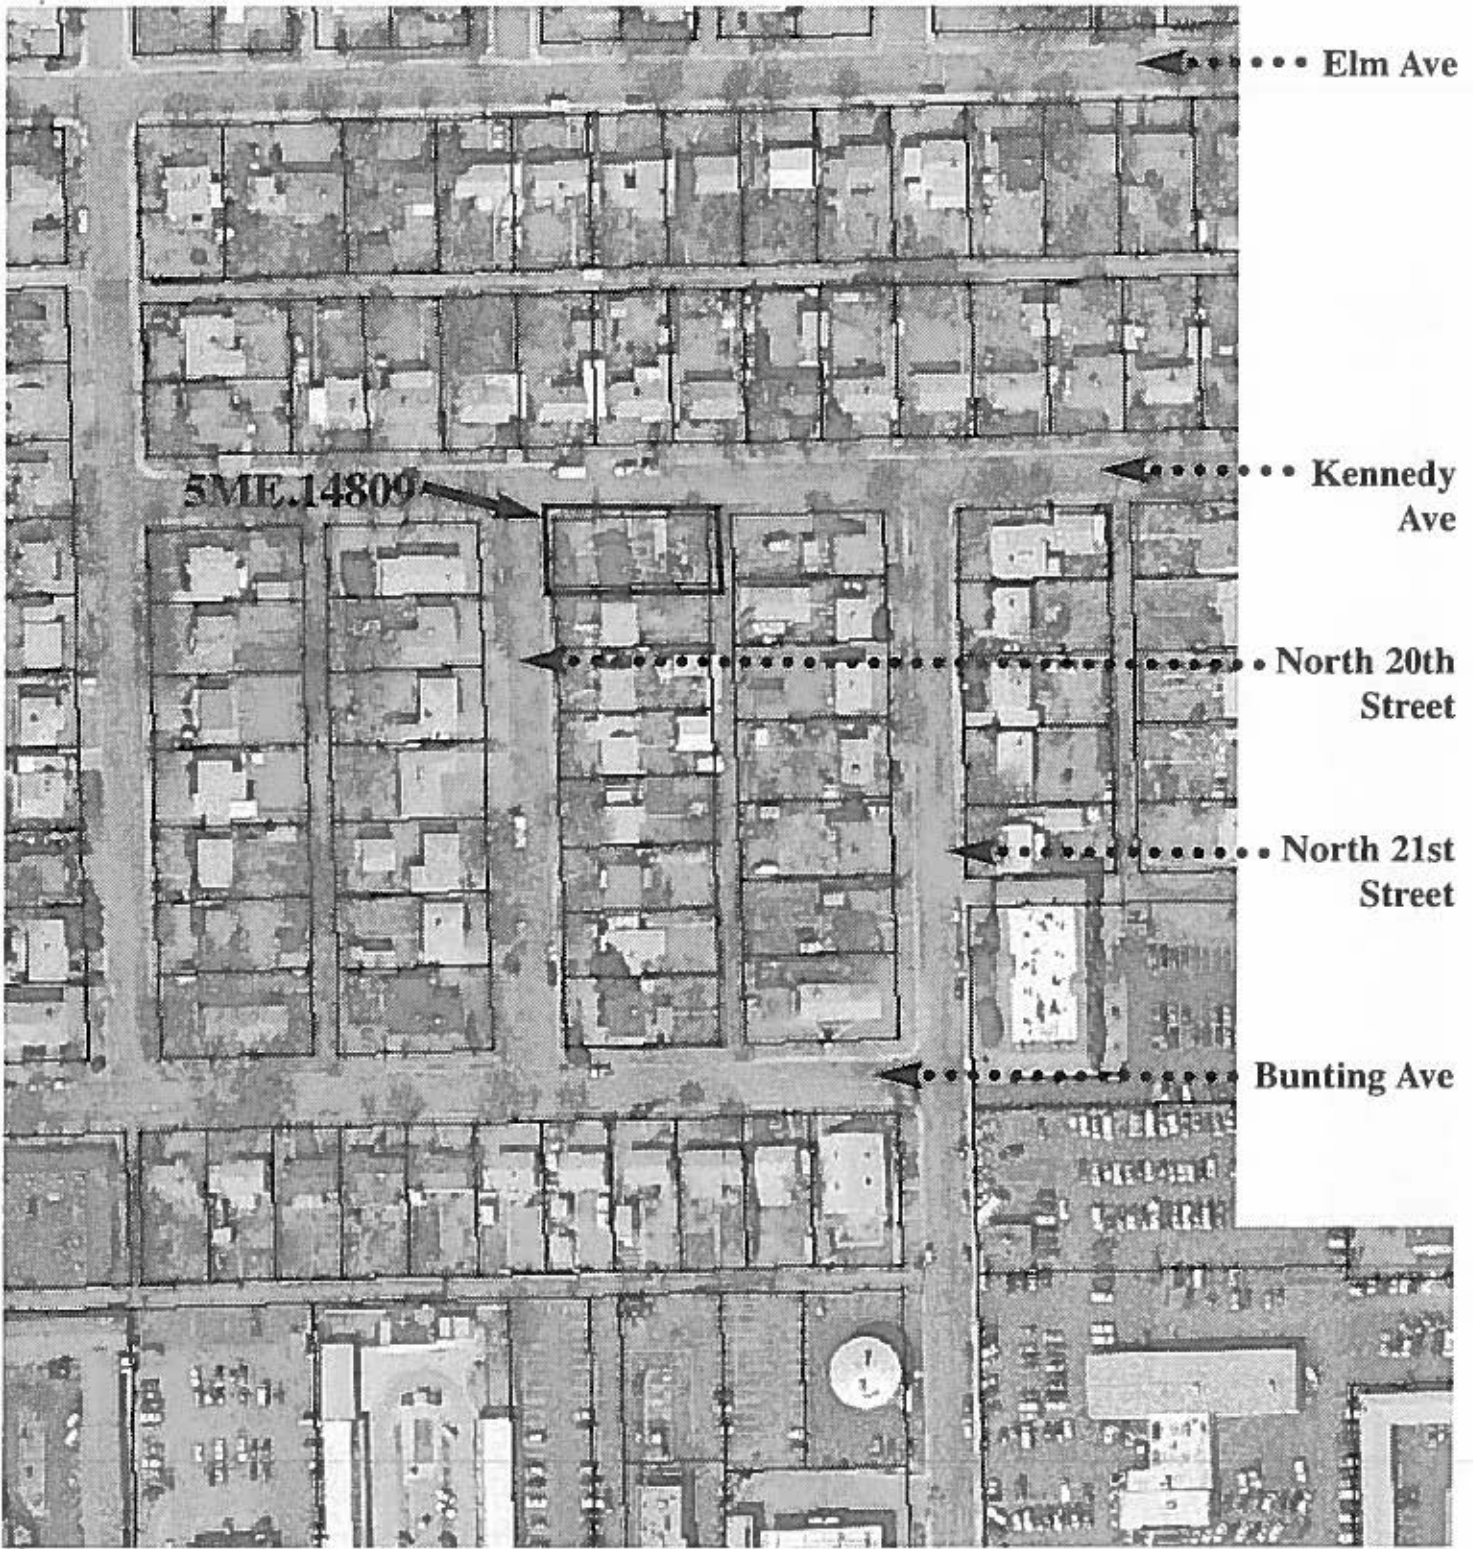 Elm Ave
Kennedy
Ave
5ME.14809
North 20th
Street
North 21st
Street
Bunting Ave